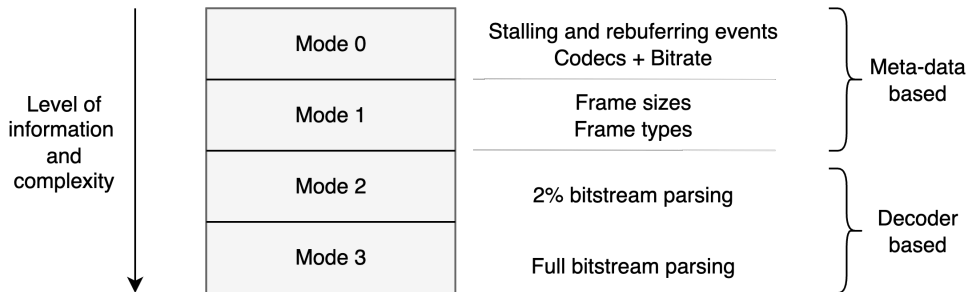 Level of
information
and
complexity
Mode 0
Stalling and rebuferring events
Codecs + Bitrate
Meta-data
based
Mode 1
Frame sizes
Frame types
Mode 2
2% bitstream parsing
Decoder
based
Mode 3
Full bitstream parsing